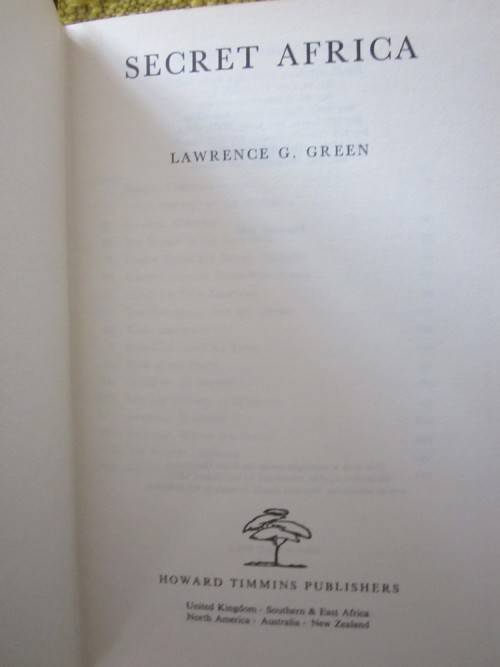 SECRET AFRICA
LAWRENCE G. GREEN
HOWARD TIMMINS PUBLISHERS
United Kingdom · Southern & East Africa
North America · Australia · New Zealand